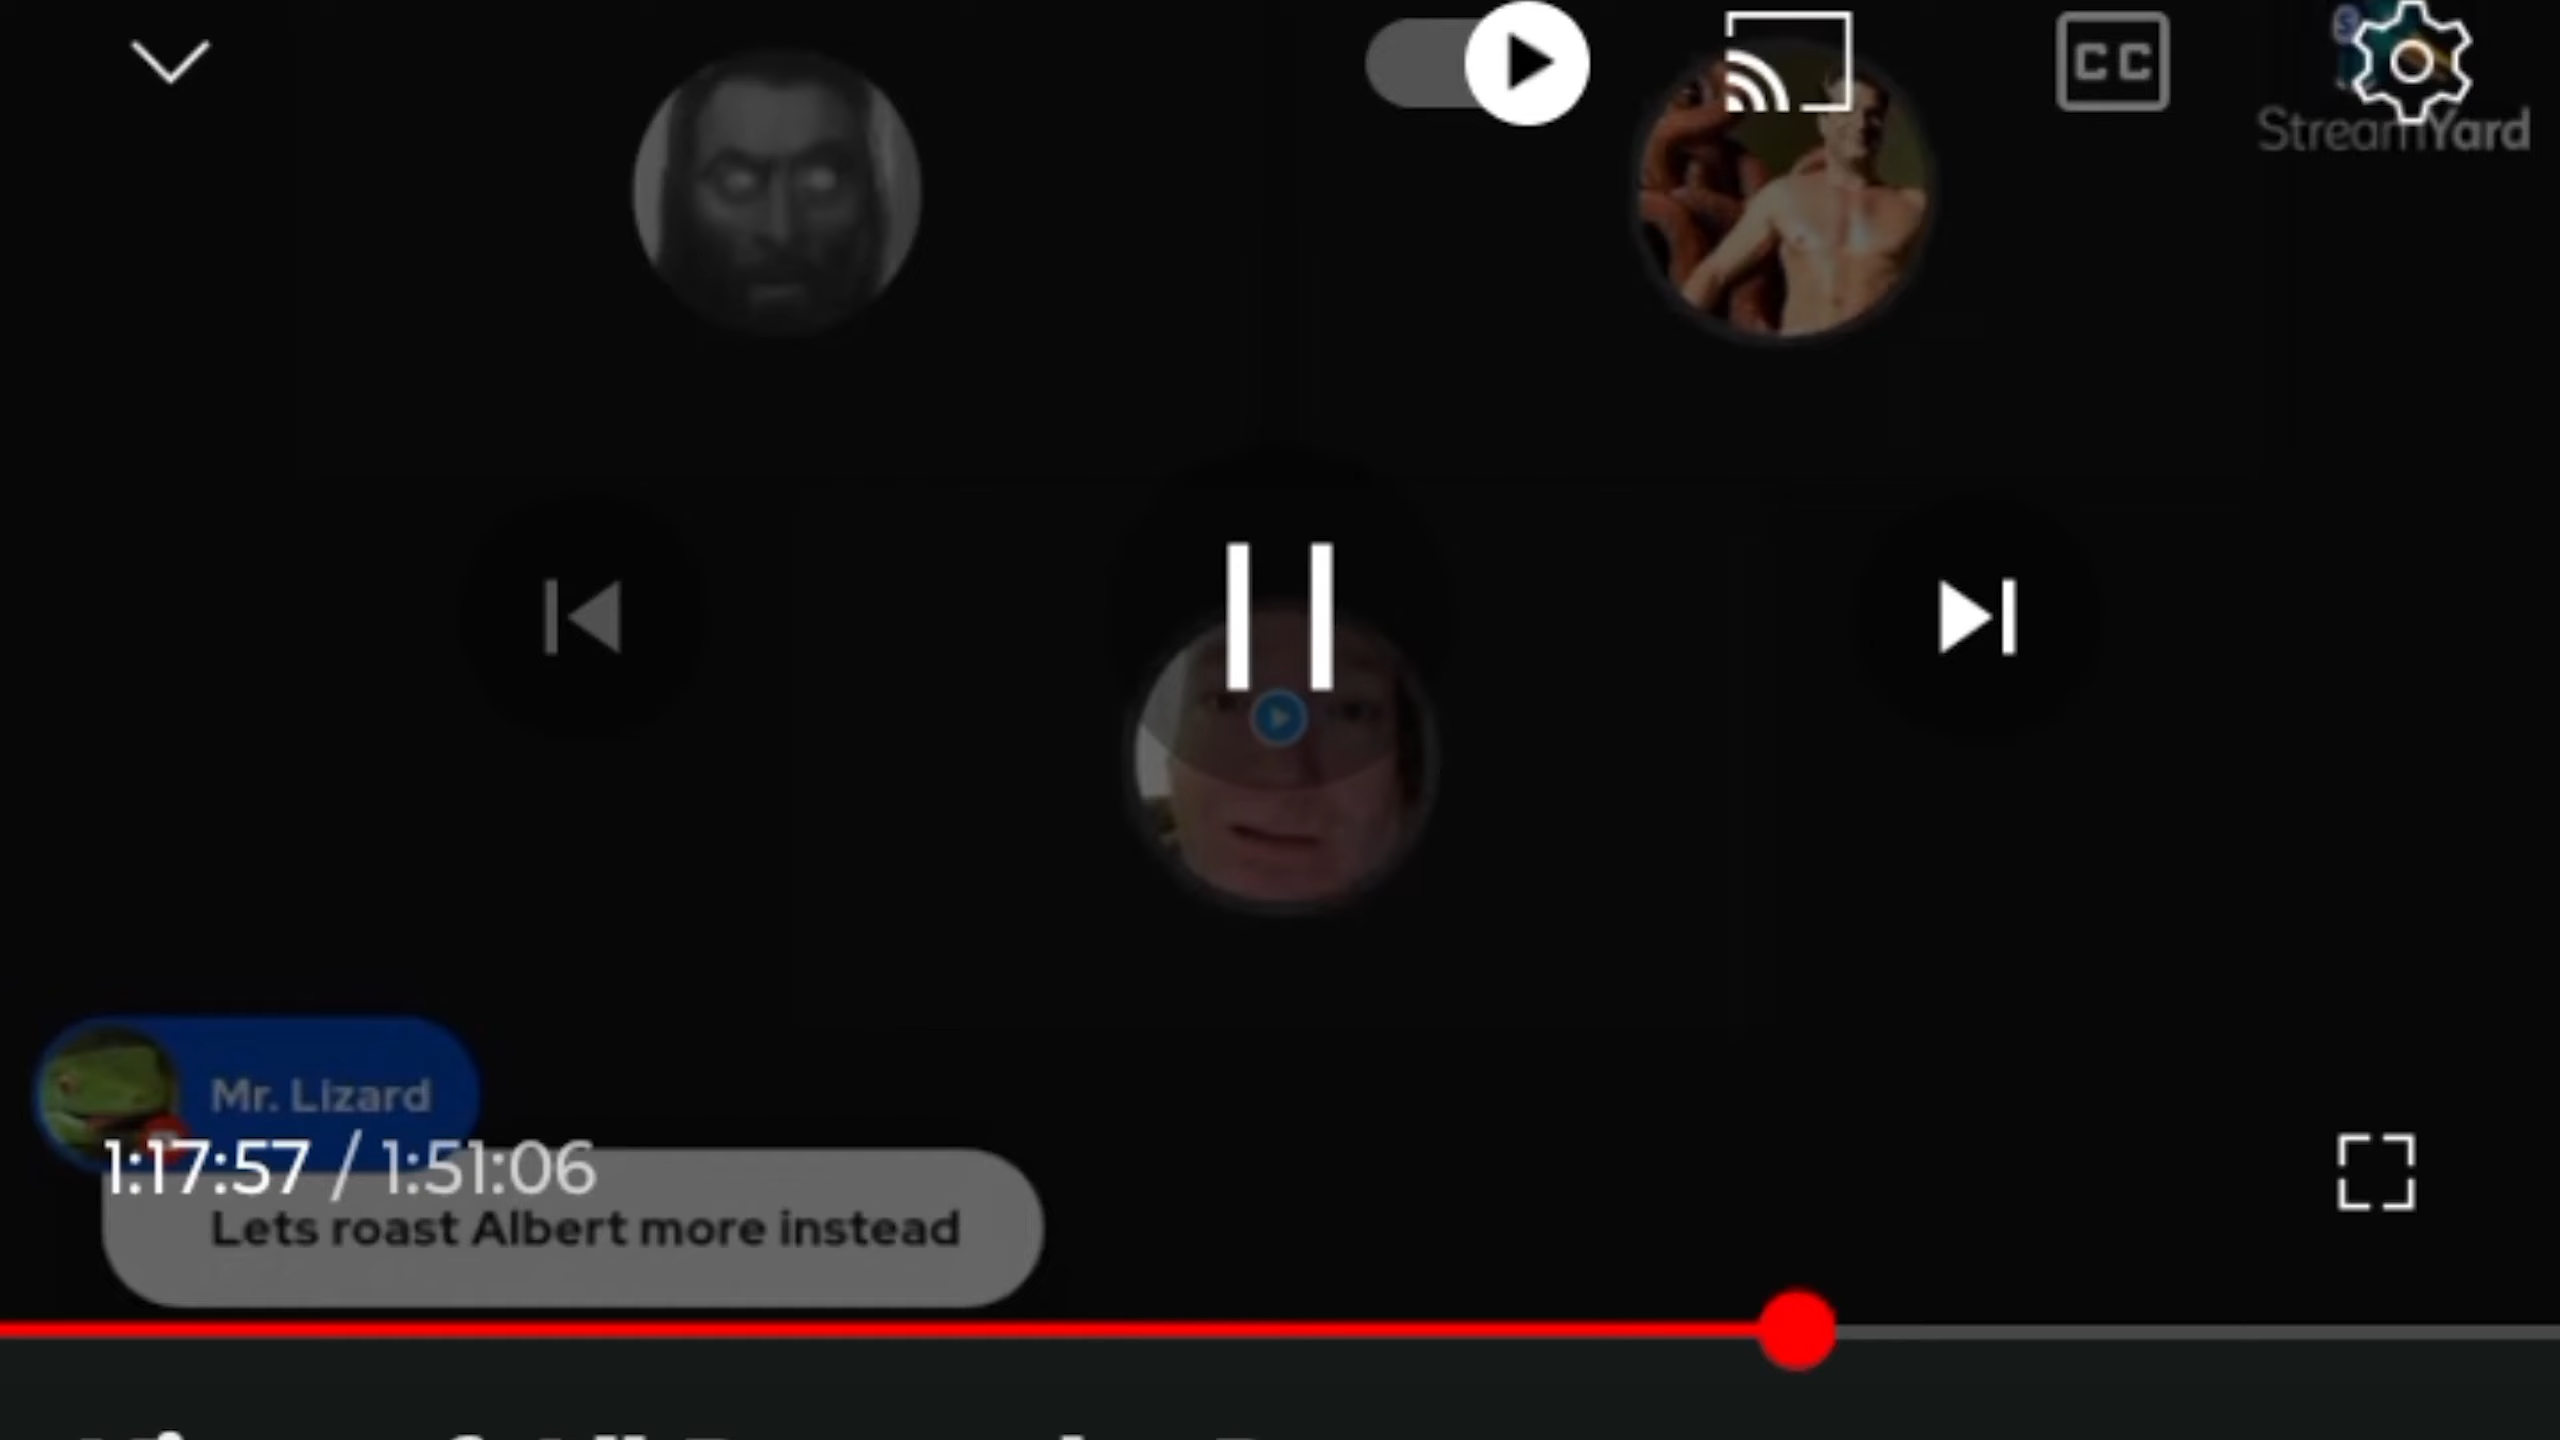 CC
StreamYard
Mr. Lizard
1:17:57 / 1:51:06
Lets roast Albert more instead